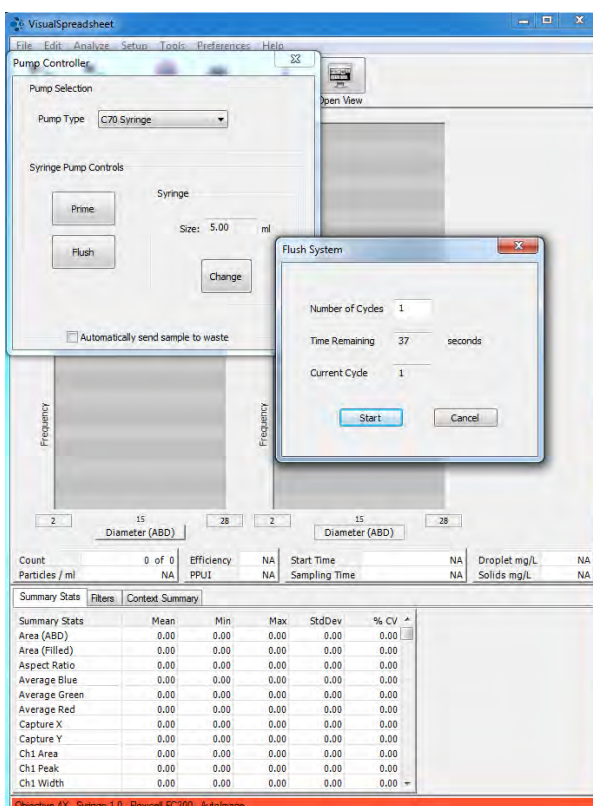 VisualSpreadsheet
File Edit Analyze Setup Tools Preferences Help
Pump Controller
Pump Selection
Open View
Pump Type C70 Syringe
Syringe Pump Controls
Syringe
Prime
Size: 5.00 ml
Flush
Change
Automatically send sample to waste
Flush System
Number of Cycles 1
Time Remaining 37 seconds
Current Cycle 1
Start Cancel
Frequency Frequency
2 15 28 2 15 28
Diameter (ABD) Diameter (ABD)
Count 0 of 0 Efficiency NA Start Time NA Droplet mg/L NA
Particles / ml NA PPUI NA Sampling Time NA Solids mg/L NA
Summary Stats Filters Context Summary
Summary Stats Mean Min Max StdDev % CV
Area (ABD) 0.00 0.00 0.00 0.00 0.00
Area (Filled) 0.00 0.00 0.00 0.00 0.00
Aspect Ratio 0.00 0.00 0.00 0.00 0.00
Average Blue 0.00 0.00 0.00 0.00 0.00
Average Green 0.00 0.00 0.00 0.00 0.00
Average Red 0.00 0.00 0.00 0.00 0.00
Capture X 0.00 0.00 0.00 0.00 0.00
Capture Y 0.00 0.00 0.00 0.00 0.00
Ch1 Area 0.00 0.00 0.00 0.00 0.00
Ch1 Peak 0.00 0.00 0.00 0.00 0.00
Ch1 Width 0.00 0.00 0.00 0.00 0.00
Objective 4X Syringe 1.0 Flowcell FC300 AutoImage